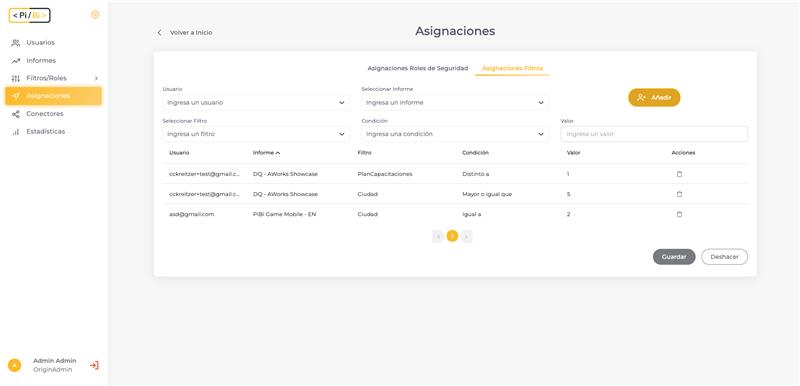 < Pi / Bi >
Usuarios
Informes
Filtros/Roles
Asignaciones
Conectores
Estadísticas
Volver a Inicio
Asignaciones
Asignaciones Roles de Seguridad Asignaciones Filtros
Usuario Seleccionar Informe
Ingresa un usuario Ingresa un informe Añadir
Seleccionar Filtro Condición Valor
Ingresa un filtro Ingresa una condición Ingresa un valor
Usuario Informe Filtro Condición Valor Acciones
cckreitzer+test@gmail.c... DQ - AWorks Showcase PlanCapacitaciones Distinto a 1
cckreitzer+test@gmail.c... DQ - AWorks Showcase Ciudad Mayor o igual que 5
asd@gmail.com PiBi Game Mobile - EN Ciudad Igual a 2
1
Guardar Deshacer
A Admin Admin
OriginAdmin